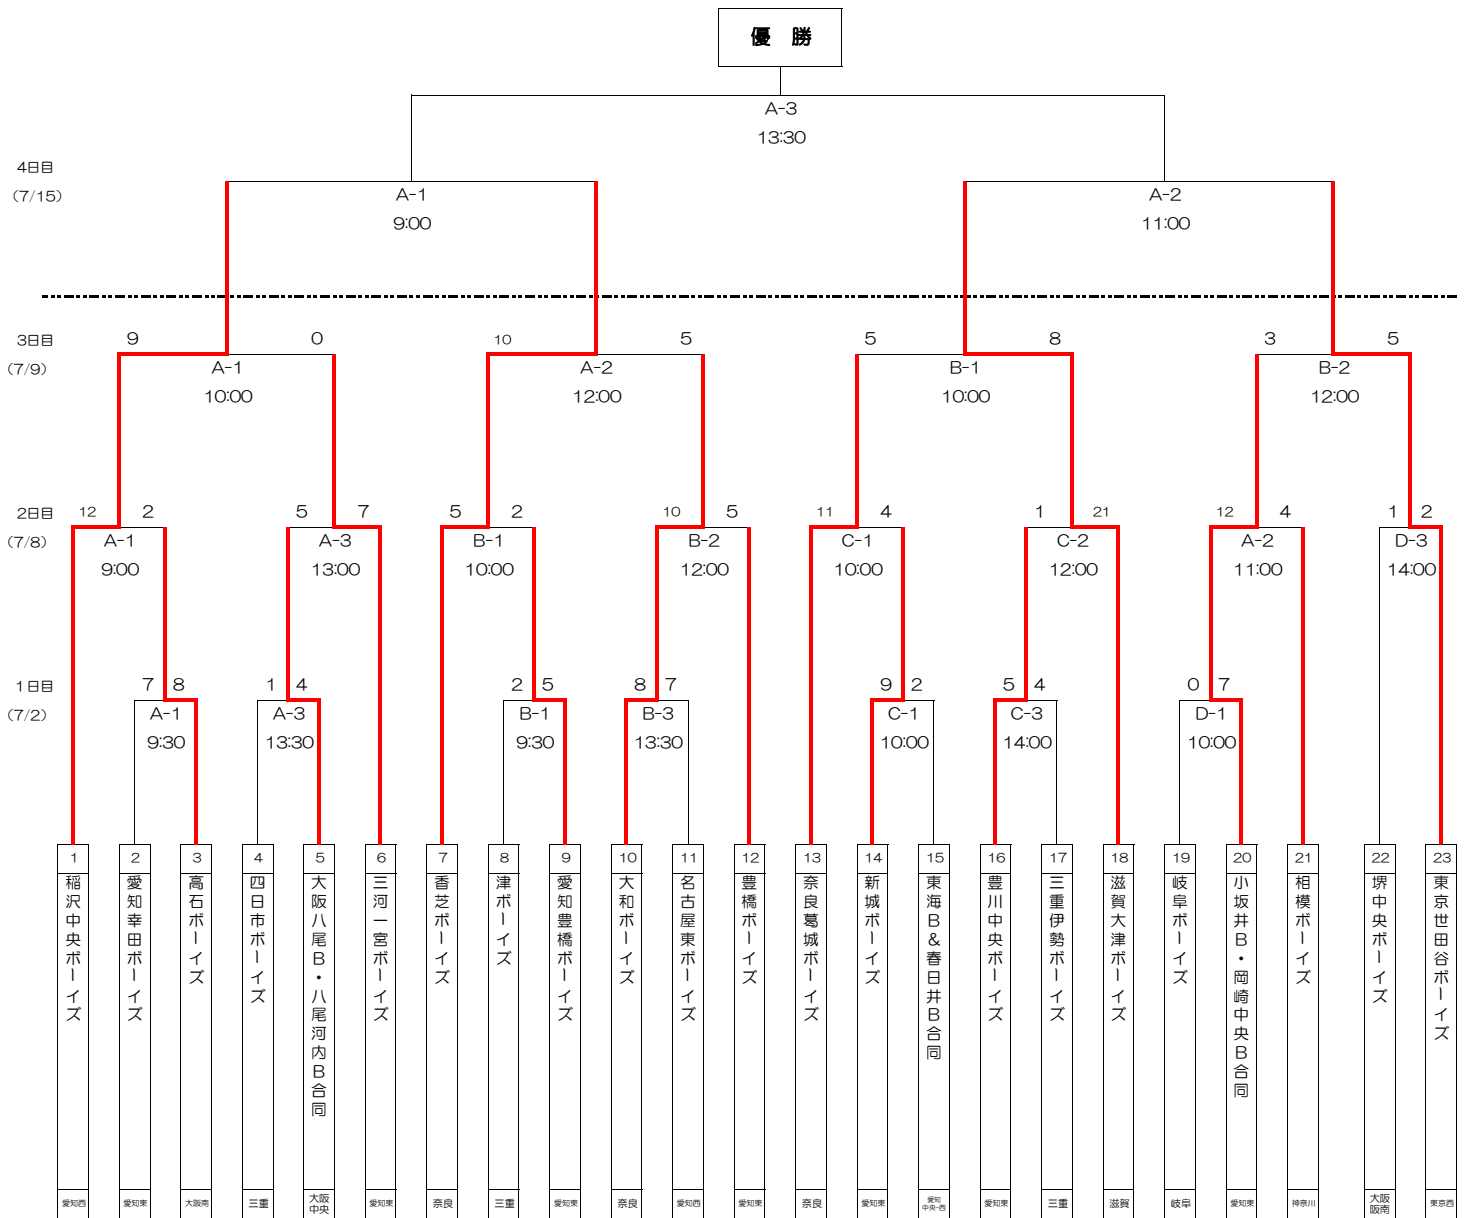 優 勝
A-3
13:30
4日目
(7/15)
A-1
A-2
9:00
11:00
3日目
9 0 10 5 5 8 3 5
(7/9)
A-1 A-2 B-1 B-2
10:00 12:00 10:00 12:00
2日目
12 2 5 7 5 2 10 5 11 4 1 21 12 4 1 2
(7/8)
A-1 A-3 B-1 B-2 C-1 C-2 A-2 D-3
9:00 13:00 10:00 12:00 10:00 12:00 11:00 14:00
1日目
7 8 1 4 2 5 8 7 9 2 5 4 0 7
(7/2)
A-1 A-3 B-1 B-3 C-1 C-3 D-1
9:30 13:30 9:30 13:30 10:00 14:00 10:00
1 2 3 4 5 6 7 8 9 10 11 12 13 14 15 16 17 18 19 20 21 22 23
稲沢中央ボーイズ
愛知幸田ボーイズ
高石ボーイズ
四日市ボーイズ
大阪八尾B・八尾河内B合同
三河一宮ボーイズ
香芝ボーイズ
津ボーイズ
愛知豊橋ボーイズ
大和ボーイズ
名古屋東ボーイズ
豊橋ボーイズ
奈良葛城ボーイズ
新城ボーイズ
東海B&春日井B合同
豊川中央ボーイズ
三重伊勢ボーイズ
滋賀大津ボーイズ
岐阜ボーイズ
小坂井B・岡崎中央B合同
相模ボーイズ
堺中央ボーイズ
東京世田谷ボーイズ
愛知西
愛知東
大阪南
三重
大阪
中央
愛知東
奈良
三重
愛知東
奈良
愛知西
愛知東
奈良
愛知東
愛知
中央-西
愛知東
三重
滋賀
岐阜
愛知東
神奈川
大阪
阪南
東京西